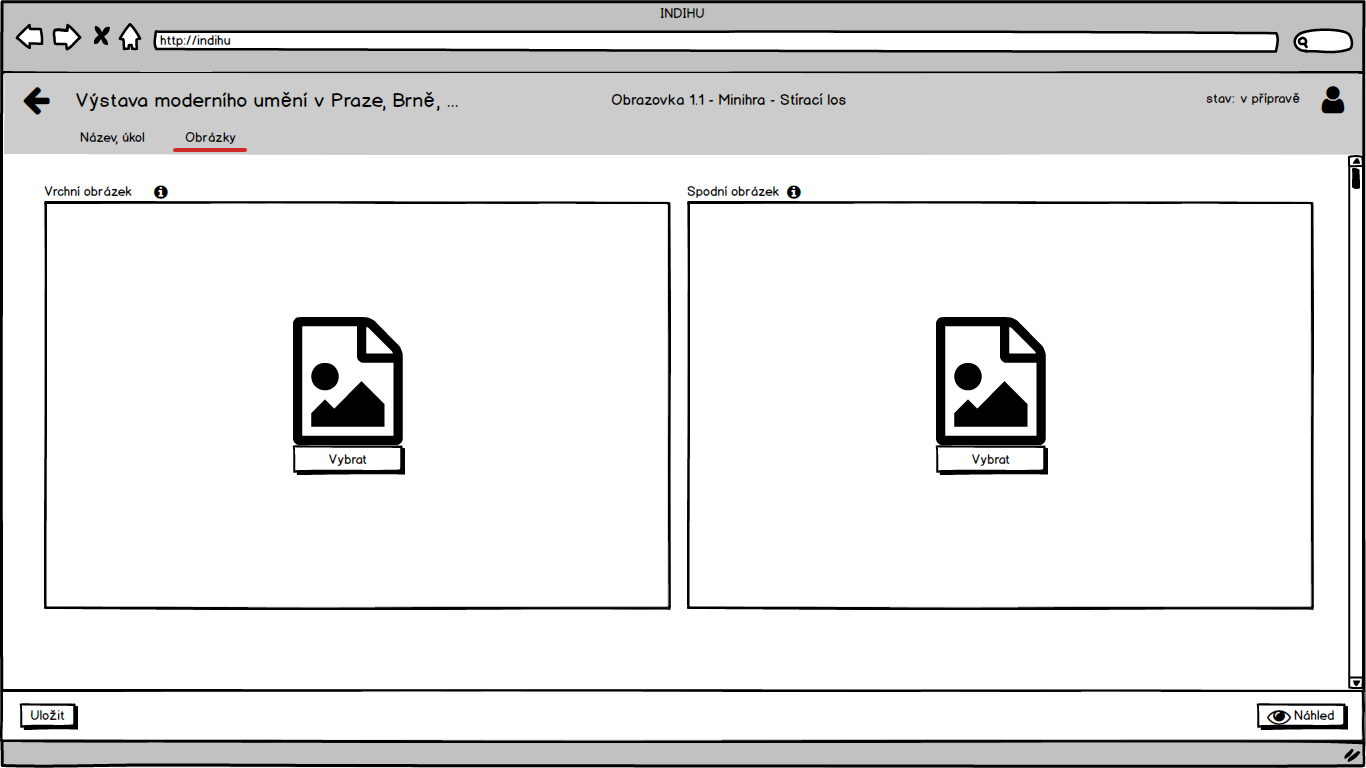 INDIHU
http://indihu
Výstava moderního umění v Praze, Brně, ...
Obrazovka 1.1 - Minihra - Stírací los
stav: v přípravě
Název, úkol
Obrázky
Vrchní obrázek
Spodní obrázek
Vybrat
Vybrat
Uložit
Náhled